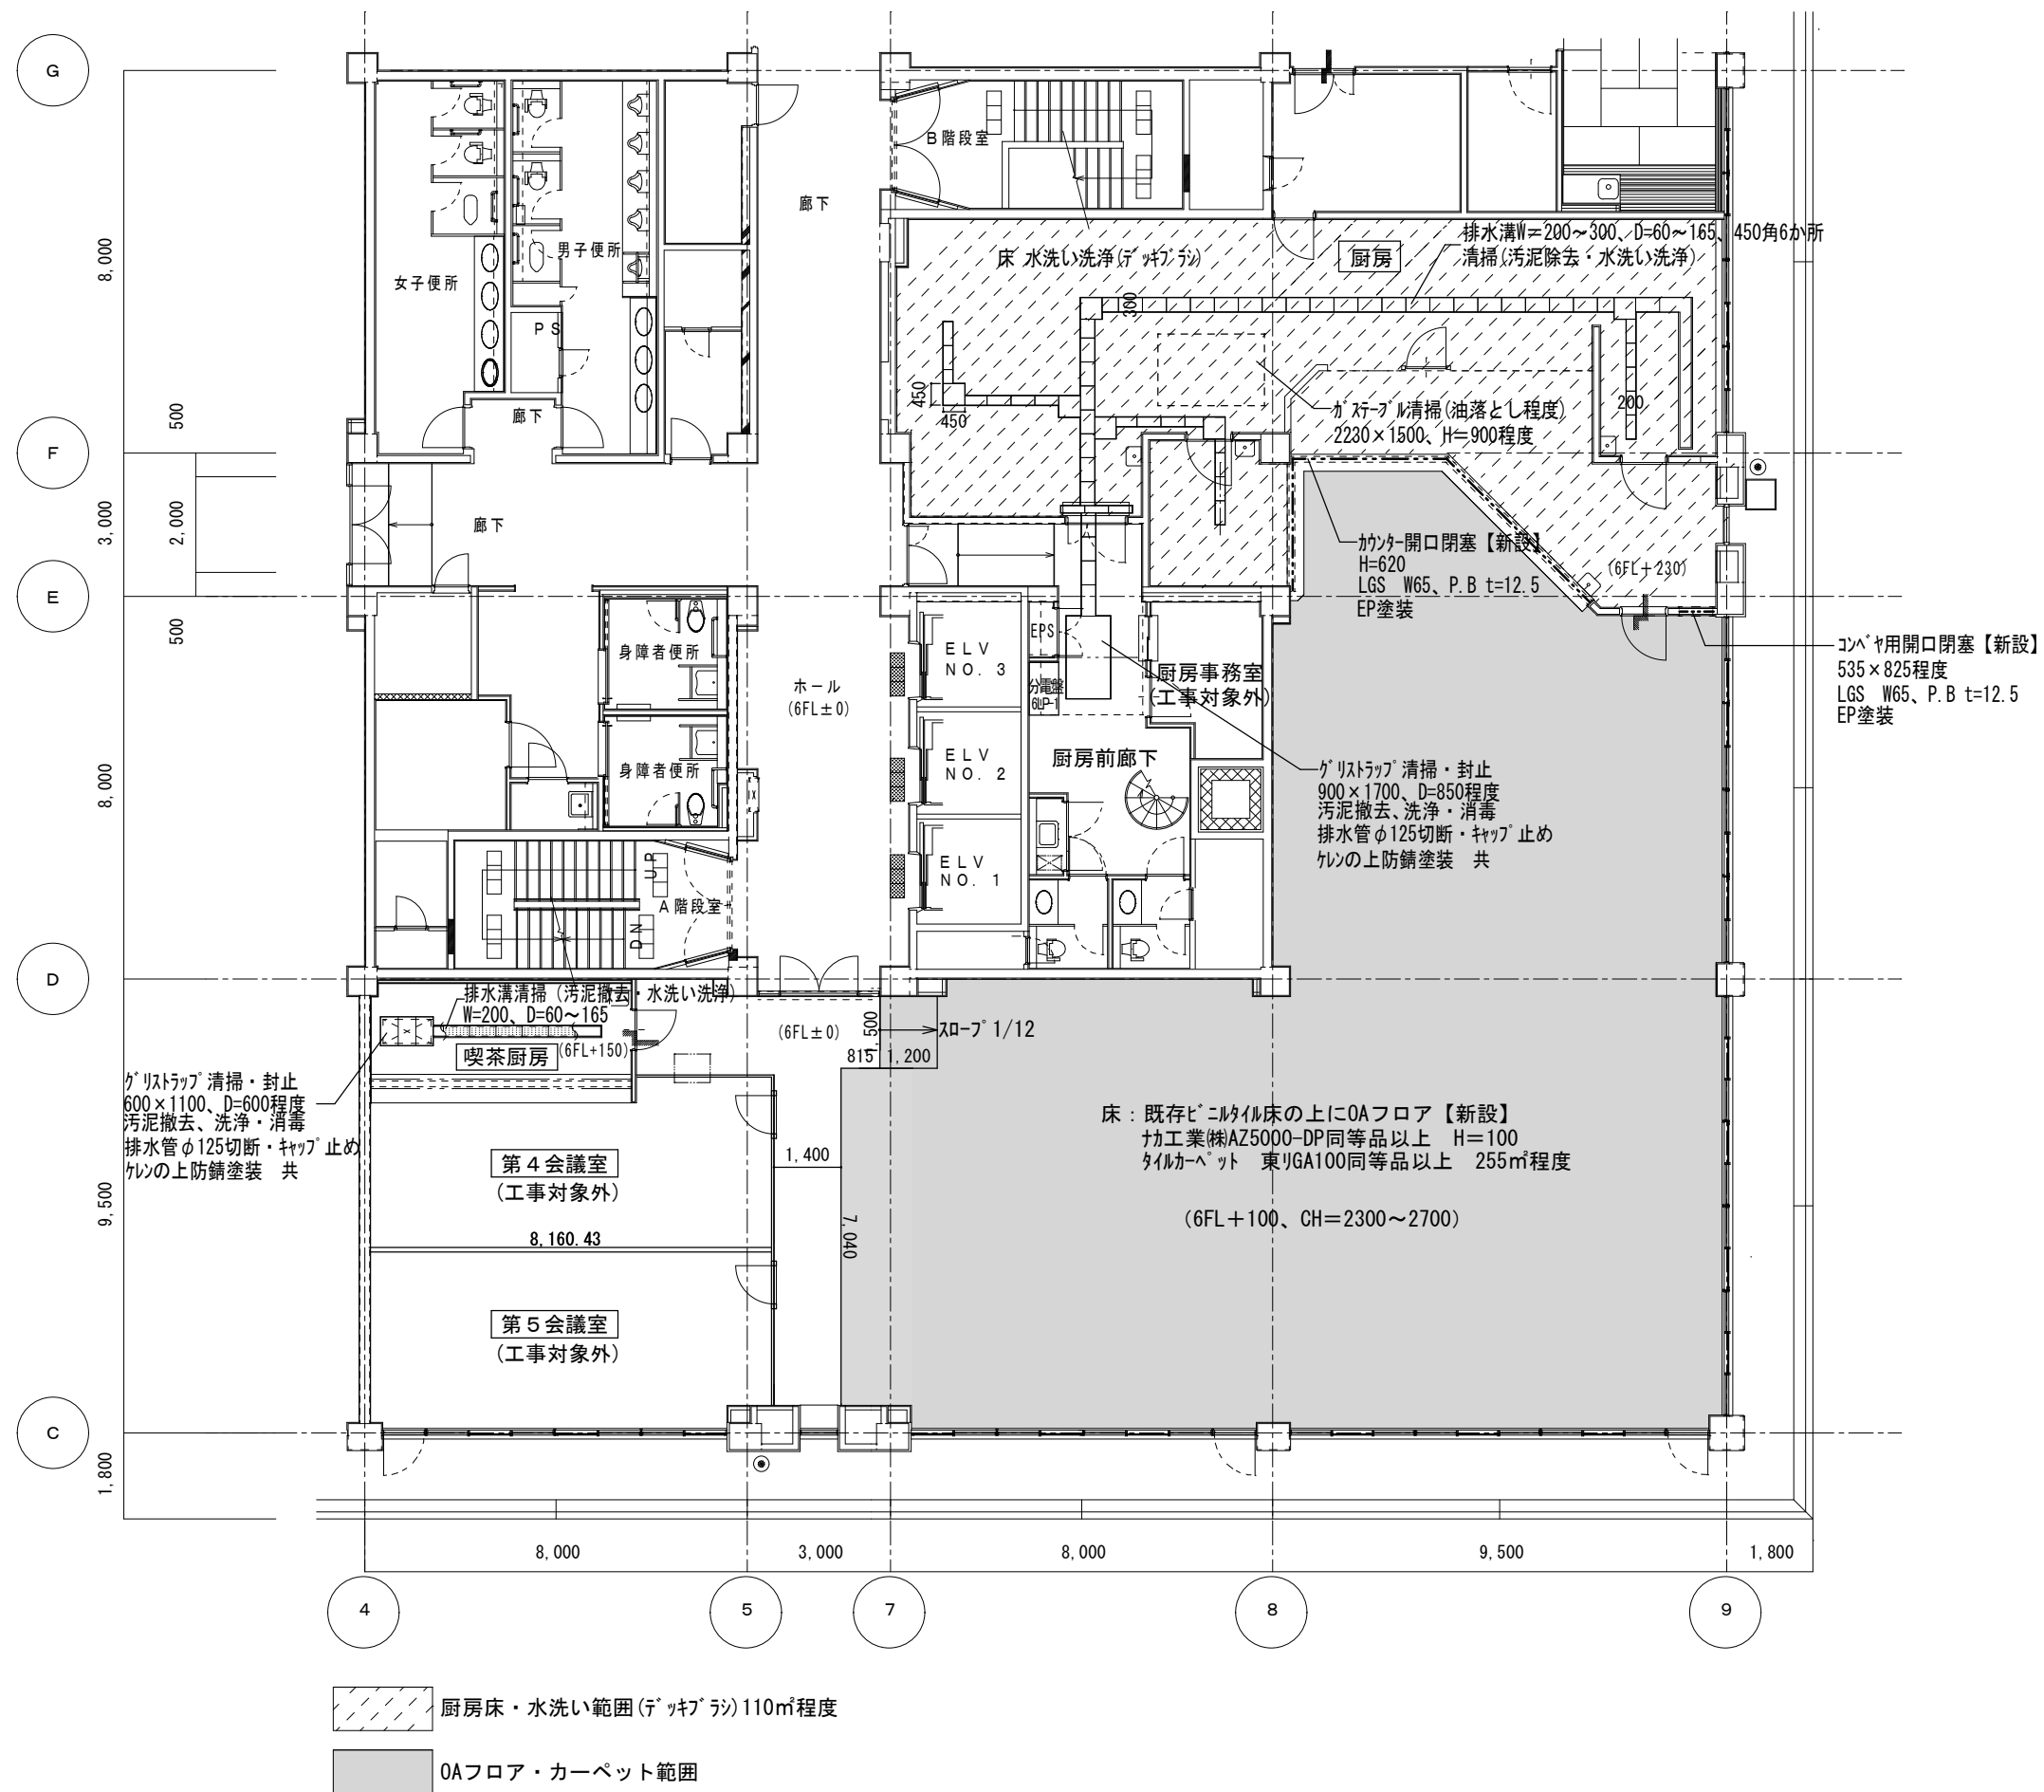 G
F
E
D
C
8,000
500
3,000
2,000
500
8,000
9,500
1,800
女子便所
男子便所
PS
廊下
廊下
廊下
B階段室
床 水洗い洗浄(ﾃﾞｯｷﾌﾞﾗｼ)
厨房
排水溝W=200～300、D=60～165、450角6か所
清掃(汚泥除去・水洗い洗浄)
300
450
450
200
ｶﾞｽﾃｰﾌﾞﾙ清掃(油落とし程度)
2230×1500、H=900程度
ｶｳﾝﾀｰ開口閉塞【新設】
H=620
LGS W65、P.B t=12.5
EP塗装
(6FL+230)
ｺﾝﾍﾞﾔ用開口閉塞【新設】
535×825程度
LGS W65、P.B t=12.5
EP塗装
身障者便所
身障者便所
ホール
(6FL±0)
ELV
NO. 3
ELV
NO. 2
ELV
NO. 1
EPS
分電盤
6LP-1
厨房事務室
(工事対象外)
厨房前廊下
ｸﾞﾘｽﾄﾗｯﾌﾟ清掃・封止
900×1700、D=850程度
汚泥撤去、洗浄・消毒
排水管φ125切断・ｷｬｯﾌﾟ止め
ｹﾚﾝの上防錆塗装 共
UP
DN
A階段室
排水溝清掃（汚泥撤去・水洗い洗浄）
W=200、D=60～165
喫茶厨房
(6FL+150)
(6FL±0)
1,500
815
1,200
ｽﾛｰﾌﾟ1/12
ｸﾞﾘｽﾄﾗｯﾌﾟ清掃・封止
600×1100、D=600程度
汚泥撤去、洗浄・消毒
排水管φ125切断・ｷｬｯﾌﾟ止め
ｹﾚﾝの上防錆塗装 共
第4会議室
(工事対象外)
8,160.43
1,400
7,040
第5会議室
(工事対象外)
床：既存ﾋﾞﾆﾙﾀｲﾙ床の上にOAフロア【新設】
ﾅｶ工業㈱AZ5000-DP同等品以上 H=100
ﾀｲﾙｶｰﾍﾟｯﾄ 東ﾘGA100同等品以上 255㎡程度
(6FL+100、CH=2300～2700)
8,000
3,000
8,000
9,500
1,800
4
5
7
8
9
厨房床・水洗い範囲(ﾃﾞｯｷﾌﾞﾗｼ)110㎡程度
OAフロア・カーペット範囲